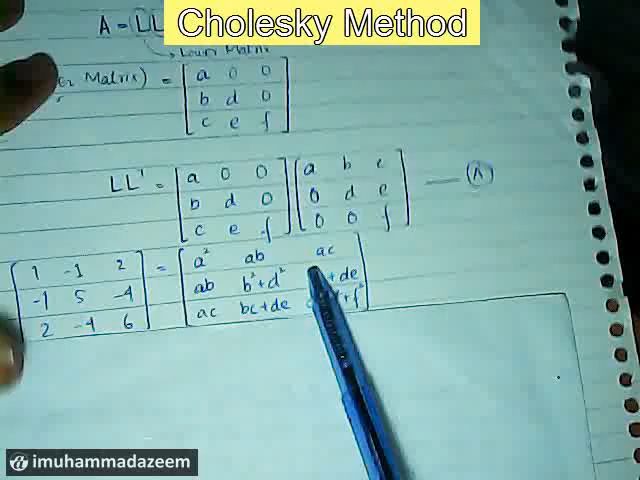 Cholesky Method
A = LL
Lower Matrix
Matrix) = [ a 0 0
b d 0
c e f ]
LL' = [ a 0 0 ] [ a b c ] — (A)
b d 0 0 d e
c e f 0 0 f
[ 1 -1 2 ] = [ a² ab ac ]
-1 5 -4 ab b²+d² + de
2 -4 6 ac bc+de + f²
imuhammadazeem